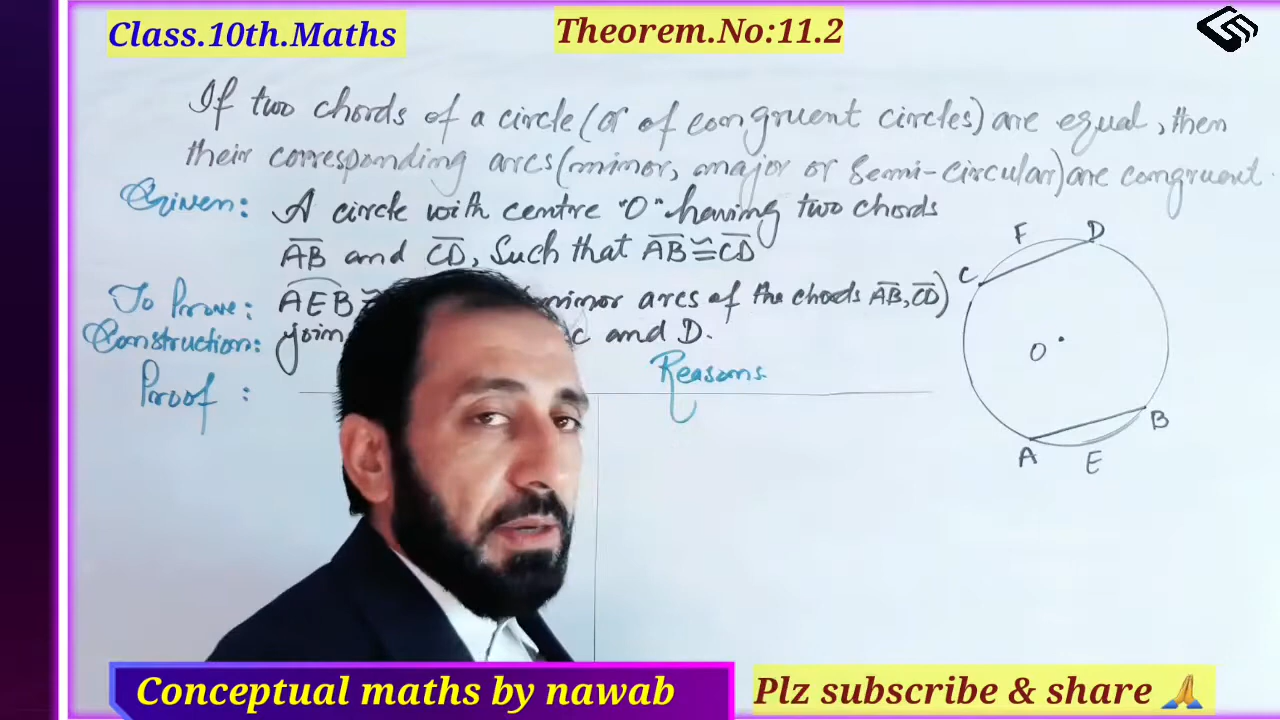 Class.10th.Maths
Theorem.No:11.2
If two chords of a circle (or of congruent circles) are equal, then
their corresponding arcs (minor, major or semi-circular) are congruent.
Given: A circle with centre "O" having two chords
AB and CD, Such that AB≅CD
To Prove: AEB ≅ minor arcs of the chords AB, CD)
Construction: join C and D.
Proof :
Reasons
F
D
C
O
B
A
E
Conceptual maths by nawab
Plz subscribe & share 🙏